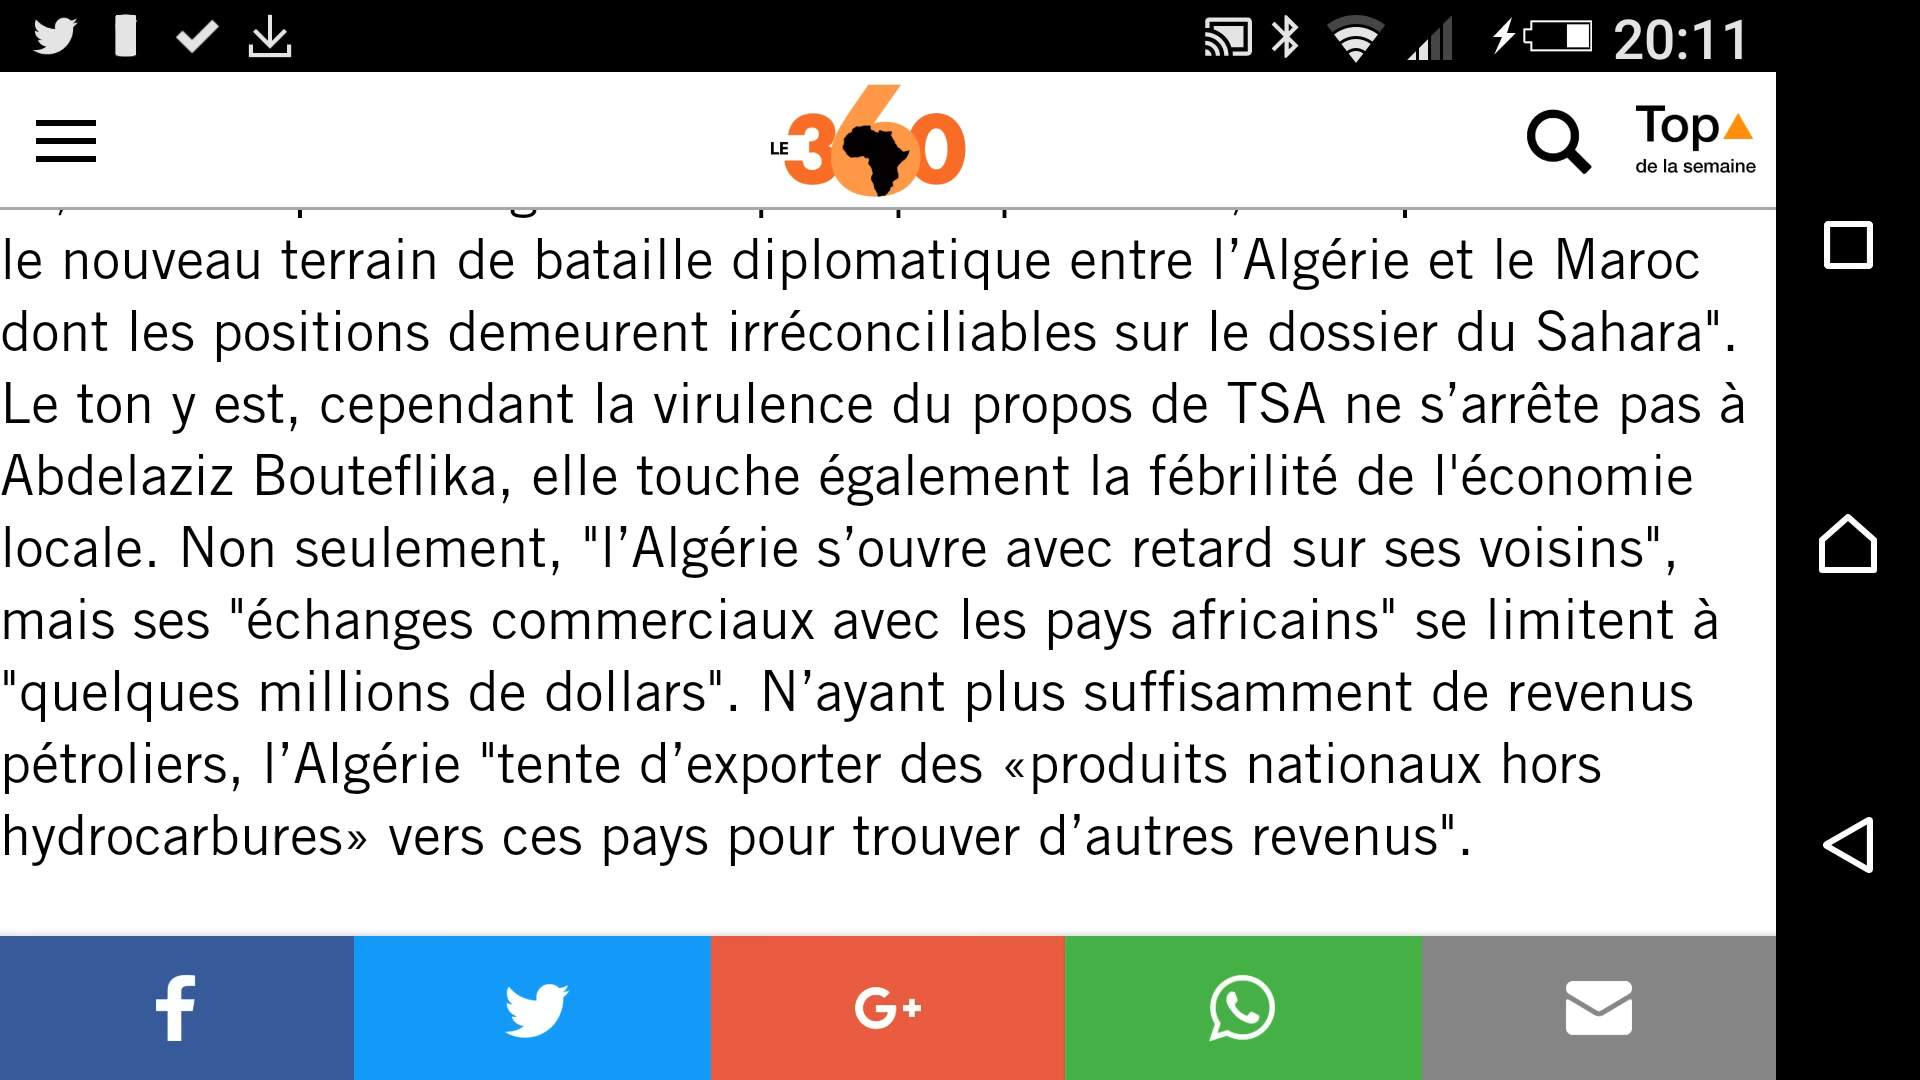 20:11
LE 360
Top
de la semaine
le nouveau terrain de bataille diplomatique entre l’Algérie et le Maroc
dont les positions demeurent irréconciliables sur le dossier du Sahara".
Le ton y est, cependant la virulence du propos de TSA ne s’arrête pas à
Abdelaziz Bouteflika, elle touche également la fébrilité de l'économie
locale. Non seulement, "l’Algérie s’ouvre avec retard sur ses voisins",
mais ses "échanges commerciaux avec les pays africains" se limitent à
"quelques millions de dollars". N’ayant plus suffisamment de revenus
pétroliers, l’Algérie "tente d’exporter des «produits nationaux hors
hydrocarbures» vers ces pays pour trouver d’autres revenus".
G+